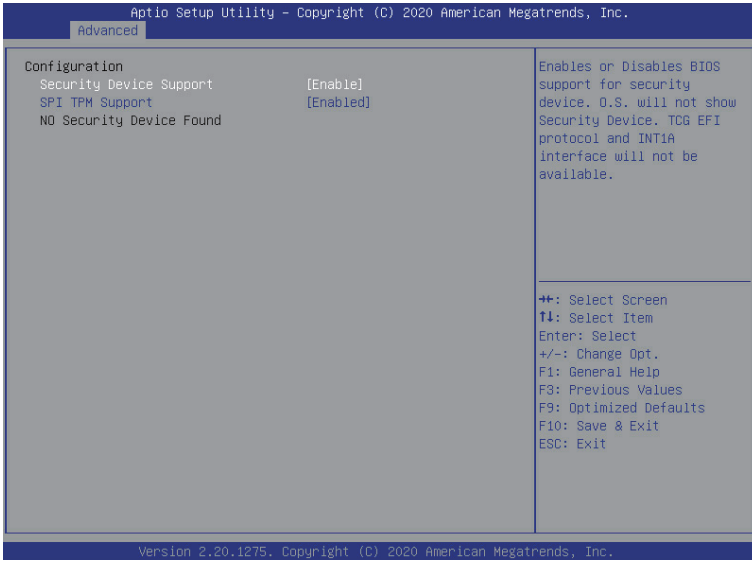 Aptio Setup Utility – Copyright (C) 2020 American Megatrends, Inc.
Advanced
Configuration
Security Device Support [Enable]
SPI TPM Support [Enabled]
NO Security Device Found
Enables or Disables BIOS
support for security
device. O.S. will not show
Security Device. TCG EFI
protocol and INT1A
interface will not be
available.
→←: Select Screen
↑↓: Select Item
Enter: Select
+/-: Change Opt.
F1: General Help
F3: Previous Values
F9: Optimized Defaults
F10: Save & Exit
ESC: Exit
Version 2.20.1275. Copyright (C) 2020 American Megatrends, Inc.